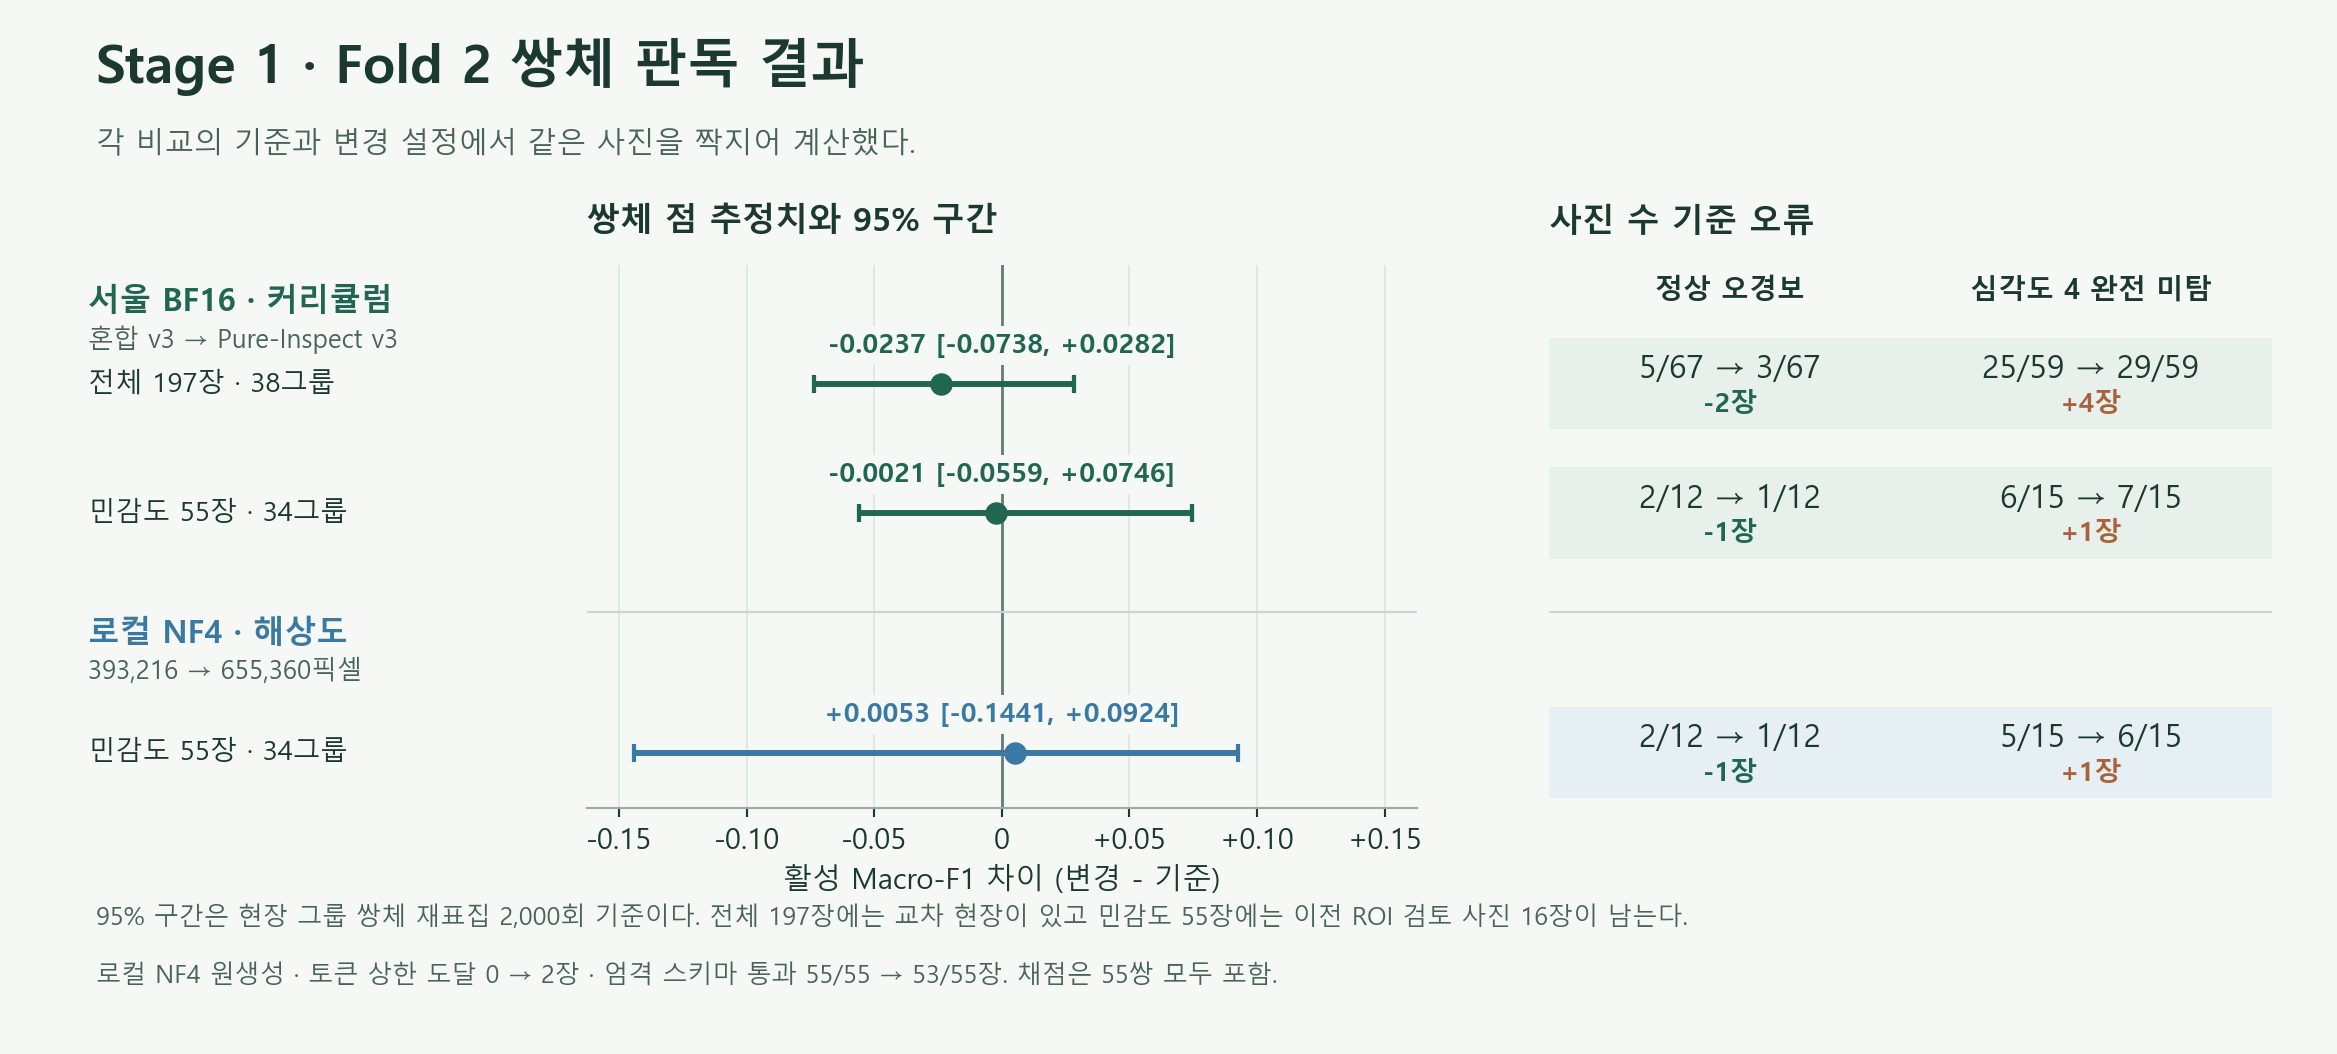 Stage 1 · Fold 2 쌍체 판독 결과
각 비교의 기준과 변경 설정에서 같은 사진을 짝지어 계산했다.
쌍체 점 추정치와 95% 구간
사진 수 기준 오류
정상 오경보
심각도 4 완전 미탐
서울 BF16 · 커리큘럼
혼합 v3 → Pure-Inspect v3
전체 197장 · 38그룹
-0.0237 [-0.0738, +0.0282]
5/67 → 3/67
-2장
25/59 → 29/59
+4장
민감도 55장 · 34그룹
-0.0021 [-0.0559, +0.0746]
2/12 → 1/12
-1장
6/15 → 7/15
+1장
로컬 NF4 · 해상도
393,216 → 655,360픽셀
민감도 55장 · 34그룹
+0.0053 [-0.1441, +0.0924]
2/12 → 1/12
-1장
5/15 → 6/15
+1장
-0.15 -0.10 -0.05 0 +0.05 +0.10 +0.15
활성 Macro-F1 차이 (변경 - 기준)
95% 구간은 현장 그룹 쌍체 재표집 2,000회 기준이다. 전체 197장에는 교차 현장이 있고 민감도 55장에는 이전 ROI 검토 사진 16장이 남는다.
로컬 NF4 원생성 · 토큰 상한 도달 0 → 2장 · 엄격 스키마 통과 55/55 → 53/55장. 채점은 55쌍 모두 포함.